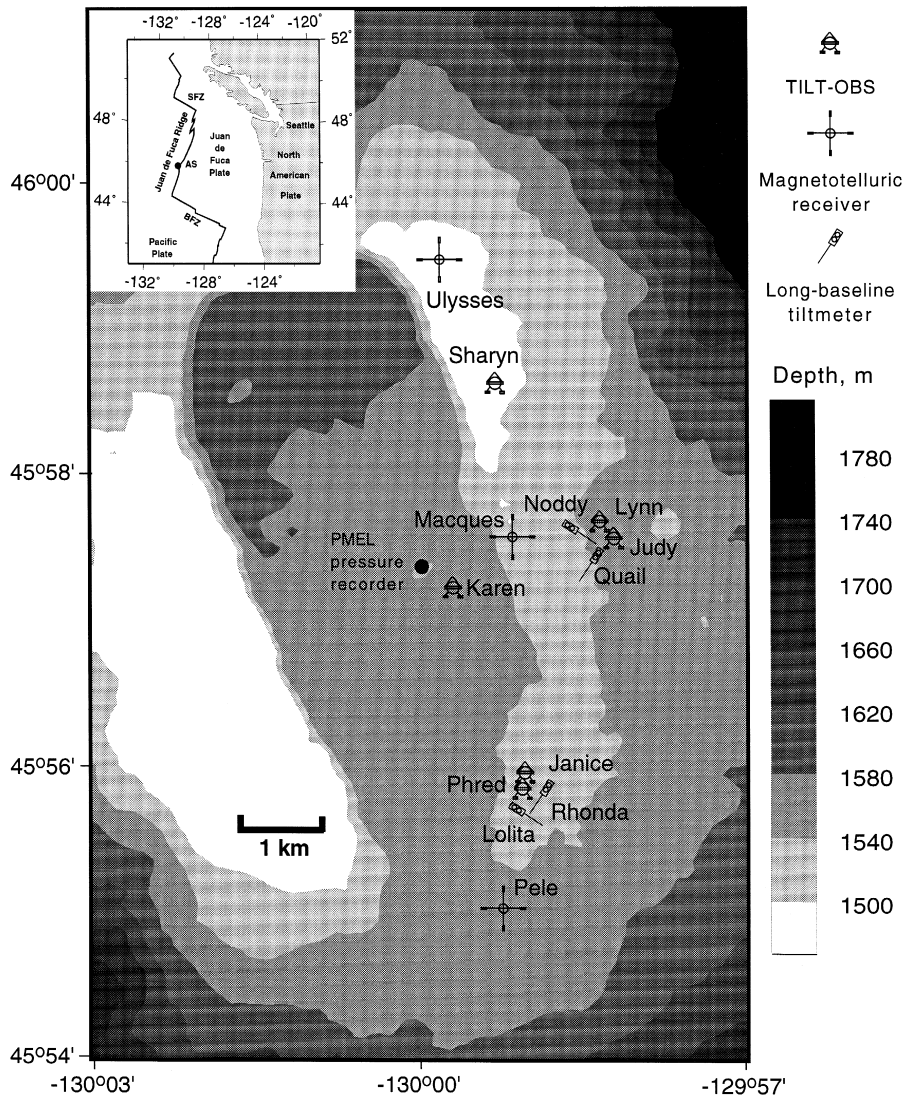 -132° -128° -124° -120°
52°
SFZ
48°
48°
Seattle
Juan de Fuca Ridge
Juan
de
Fuca
Plate
North
American
Plate
AS
44°
44°
BFZ
Pacific
Plate
-132° -128° -124°
TILT-OBS
Magnetotelluric
receiver
Long-baseline
tiltmeter
Depth, m
1780
1740
1700
1660
1620
1580
1540
1500
46°00'
Ulysses
Sharyn
45°58'
Noddy
Lynn
Macques
Judy
PMEL
pressure
recorder
Quail
Karen
45°56'
Janice
Phred
Rhonda
Lolita
1 km
Pele
45°54'
-130°03' -130°00' -129°57'